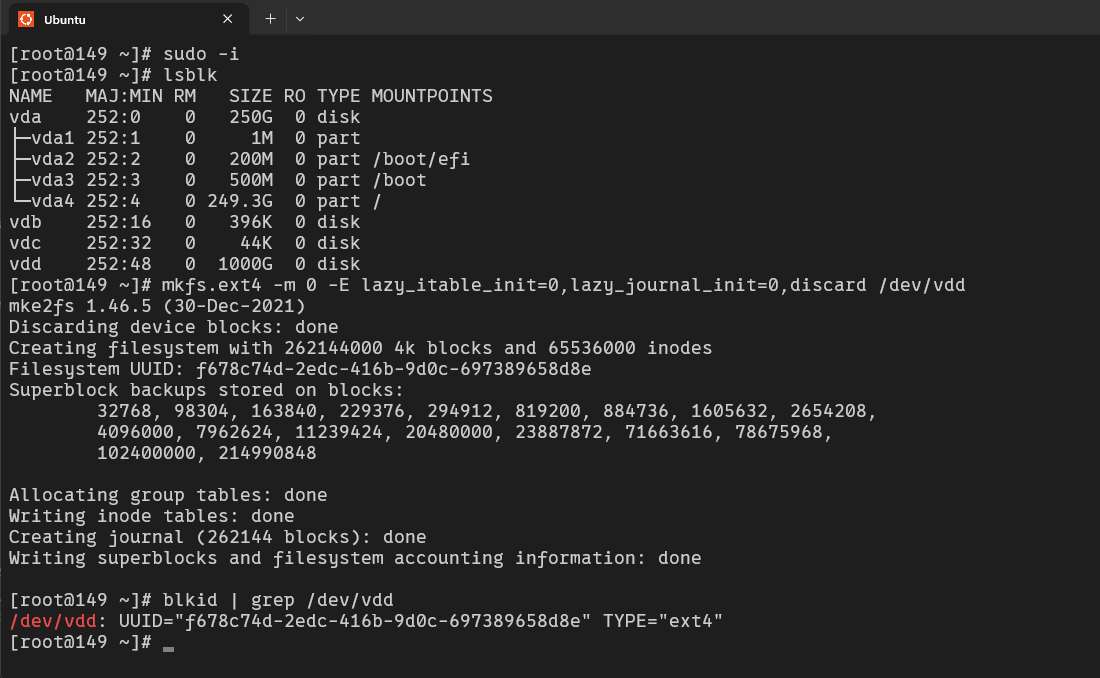 Ubuntu
[root@149 ~]# sudo -i
[root@149 ~]# lsblk
NAME   MAJ:MIN RM   SIZE RO TYPE MOUNTPOINTS
vda    252:0    0   250G  0 disk
├─vda1 252:1    0     1M  0 part
├─vda2 252:2    0   200M  0 part /boot/efi
├─vda3 252:3    0   500M  0 part /boot
└─vda4 252:4    0 249.3G  0 part /
vdb    252:16   0   396K  0 disk
vdc    252:32   0    44K  0 disk
vdd    252:48   0  1000G  0 disk
[root@149 ~]# mkfs.ext4 -m 0 -E lazy_itable_init=0,lazy_journal_init=0,discard /dev/vdd
mke2fs 1.46.5 (30-Dec-2021)
Discarding device blocks: done
Creating filesystem with 262144000 4k blocks and 65536000 inodes
Filesystem UUID: f678c74d-2edc-416b-9d0c-697389658d8e
Superblock backups stored on blocks:
        32768, 98304, 163840, 229376, 294912, 819200, 884736, 1605632, 2654208,
        4096000, 7962624, 11239424, 20480000, 23887872, 71663616, 78675968,
        102400000, 214990848
Allocating group tables: done
Writing inode tables: done
Creating journal (262144 blocks): done
Writing superblocks and filesystem accounting information: done
[root@149 ~]# blkid | grep /dev/vdd
/dev/vdd: UUID="f678c74d-2edc-416b-9d0c-697389658d8e" TYPE="ext4"
[root@149 ~]#